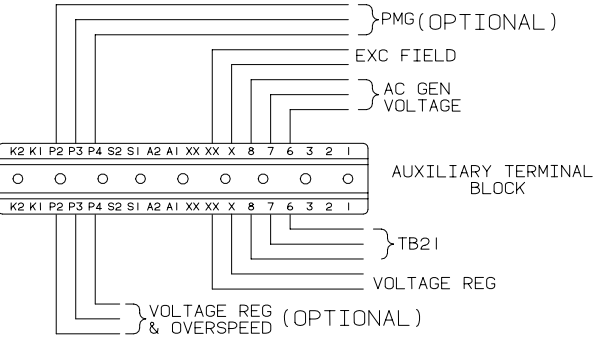 PMG (OPTIONAL)
EXC FIELD
AC GEN
VOLTAGE
K2 K1 P2 P3 P4 S2 S1 A2 A1 XX XX X 8 7 6 3 2 1
AUXILIARY TERMINAL
BLOCK
K2 K1 P2 P3 P4 S2 S1 A2 A1 XX XX X 8 7 6 3 2 1
TB21
VOLTAGE REG
VOLTAGE REG
& OVERSPEED (OPTIONAL)